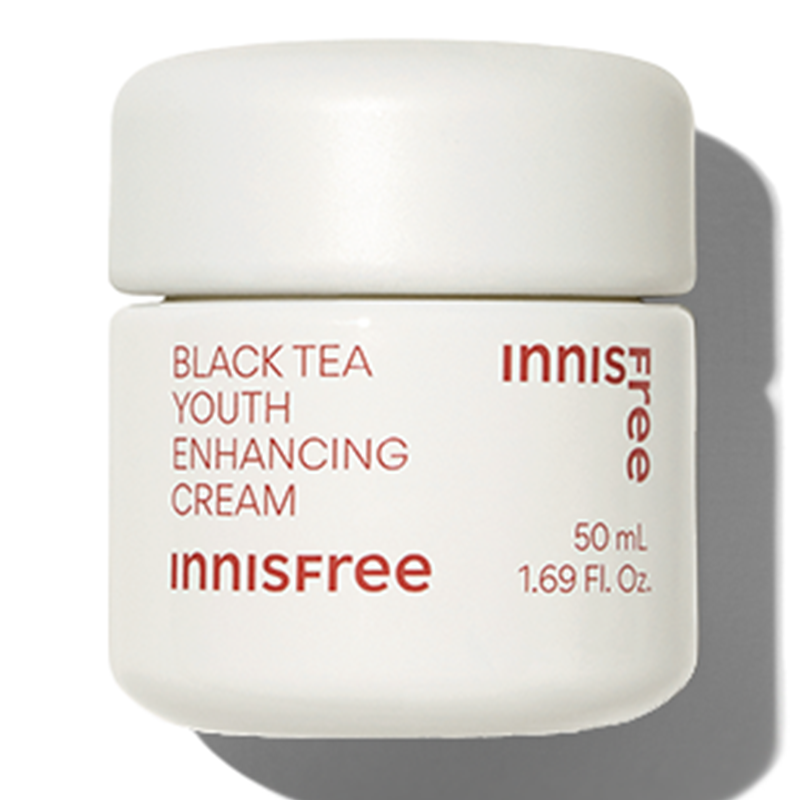 BLACK TEA
YOUTH
ENHANCING
CREAM
INNISFree
INNISFree
50 mL
1.69 Fl. Oz.